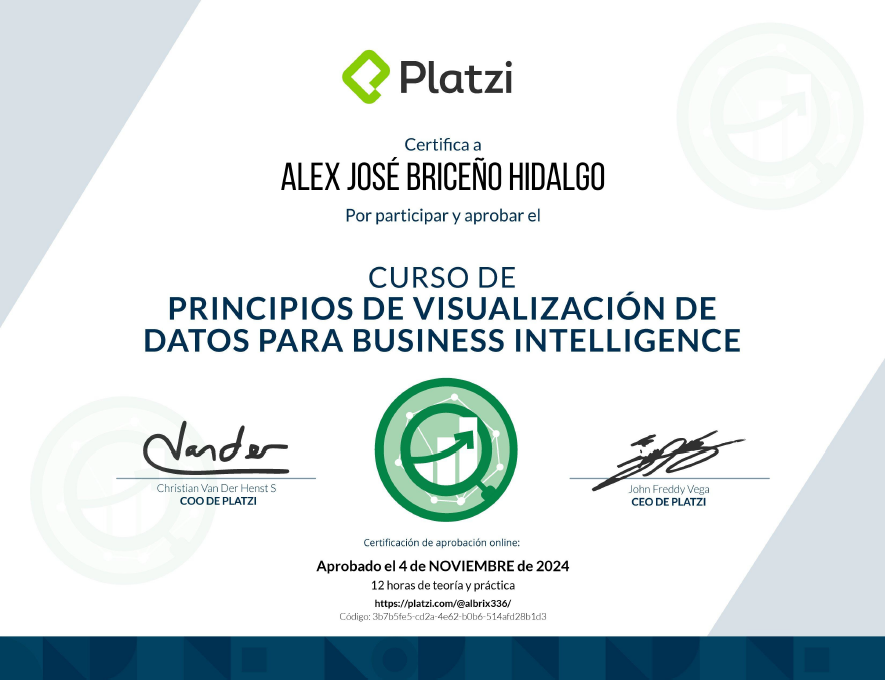 Platzi
Certifica a
ALEX JOSÉ BRICEÑO HIDALGO
Por participar y aprobar el
CURSO DE
PRINCIPIOS DE VISUALIZACIÓN DE
DATOS PARA BUSINESS INTELLIGENCE
Vander
Christian Van Der Henst S
COO DE PLATZI
John Freddy Vega
CEO DE PLATZI
Certificación de aprobación online:
Aprobado el 4 de NOVIEMBRE de 2024
12 horas de teoría y práctica
https://platzi.com/@albrix336/
Código: 3b7b5fe5-cd2a-4e62-b0b6-514afd28b1d3